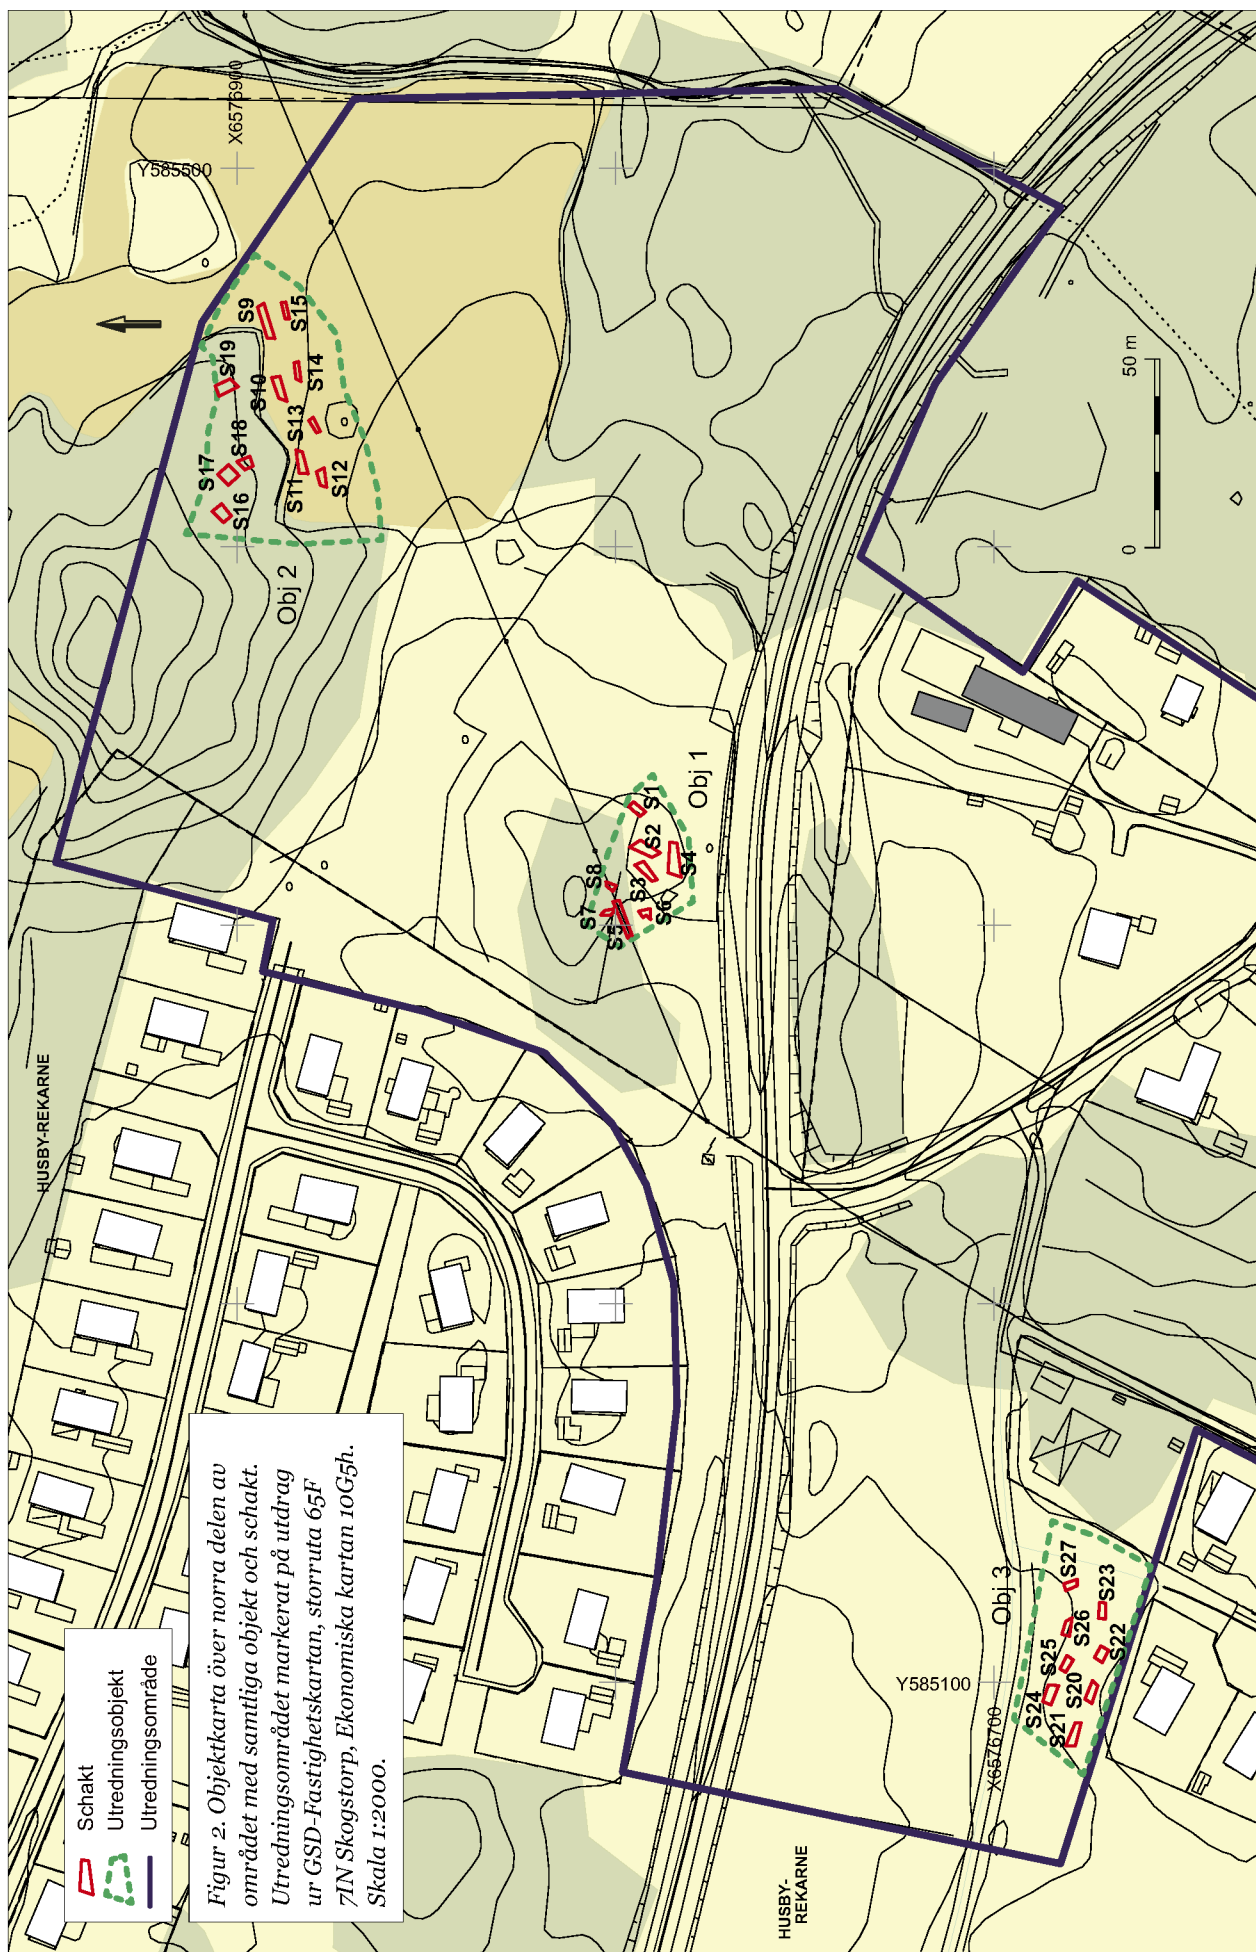 Schakt
Utredningsobjekt
Utredningsområde
Figur 2. Objektkarta över norra delen av
området med samtliga objekt och schakt.
Utredningsområdet markerat på utdrag
ur GSD-Fastighetskartan, storruta 65F
7IN Skogstorp, Ekonomiska kartan 10G5h.
Skala 1:2000.
HUSBY-REKARNE
HUSBY-
REKARNE
X6576900
Y585500
Obj 2
S9
S15
S19
S10
S14
S18
S13
S17
S16
S11
S12
Obj 1
S1
S2
S4
S3
S8
S7
S5
S6
0
50 m
Obj 3
S27
S23
S26
S22
S25
S20
S24
S21
Y585100
X6576700